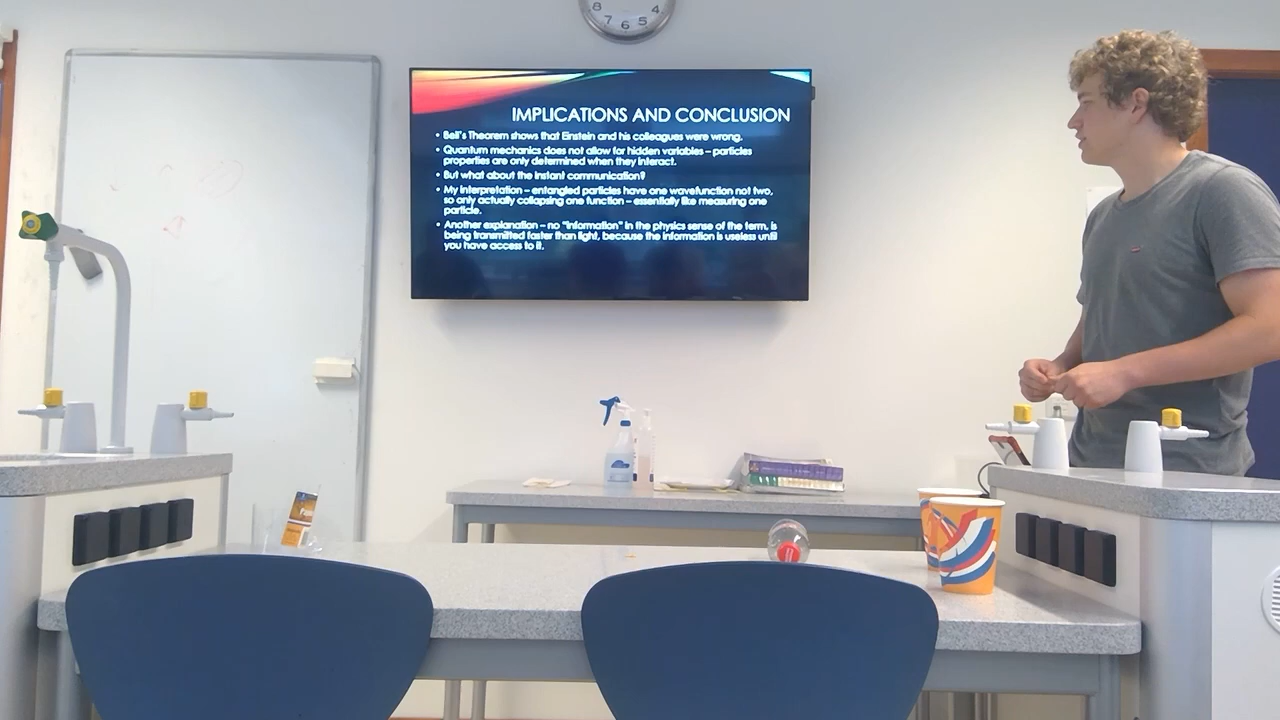 8 7 6 5 4
IMPLICATIONS AND CONCLUSION
• Bell's Theorem shows that Einstein and his colleagues were wrong.
• Quantum mechanics does not allow for hidden variables – particles
properties are only determined when they interact.
• But what about the instant communication?
• My interpretation – entangled particles have one wavefunction not two,
so only actually collapsing one function – essentially like measuring one
particle.
• Another explanation – no "information" in the physics sense of the term, is
being transmitted faster than light, because the information is useless until
you have access to it.